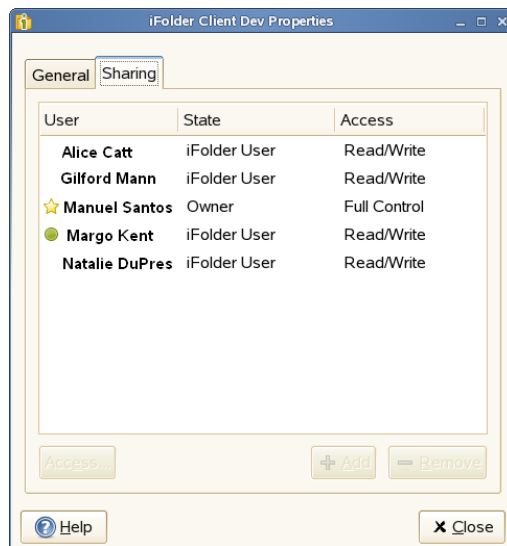 iFolder Client Dev Properties
General Sharing
User State Access
Alice Catt iFolder User Read/Write
Gilford Mann iFolder User Read/Write
Manuel Santos Owner Full Control
Margo Kent iFolder User Read/Write
Natalie DuPres iFolder User Read/Write
Access... Add Remove
Help Close